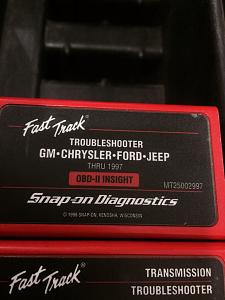 Fast Track®
TROUBLESHOOTER
GM•CHRYSLER•FORD•JEEP
THRU 1997
OBD-II INSIGHT
MT25002997
Snap-on Diagnostics
© 1998 SNAP-ON, KENOSHA, WISCONSIN
Fast Track®
TRANSMISSION
TROUBLESHOOTER